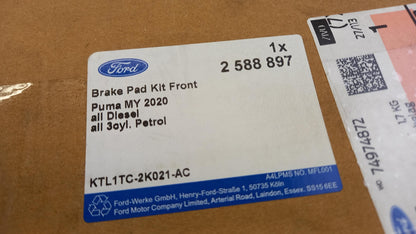 Ford
1x
2 588 897
Brake Pad Kit Front
Puma MY 2020
all Diesel
all 3cyl. Petrol
KTL1TC-2K021-AC
A4LPMS NO. MFL001
Ford-Werke GmbH, Henry-Ford-Straße 1, 50735 Köln
Ford Motor Company Limited, Arterial Road, Laindon, Essex. SS15 6EE
EU/LZ